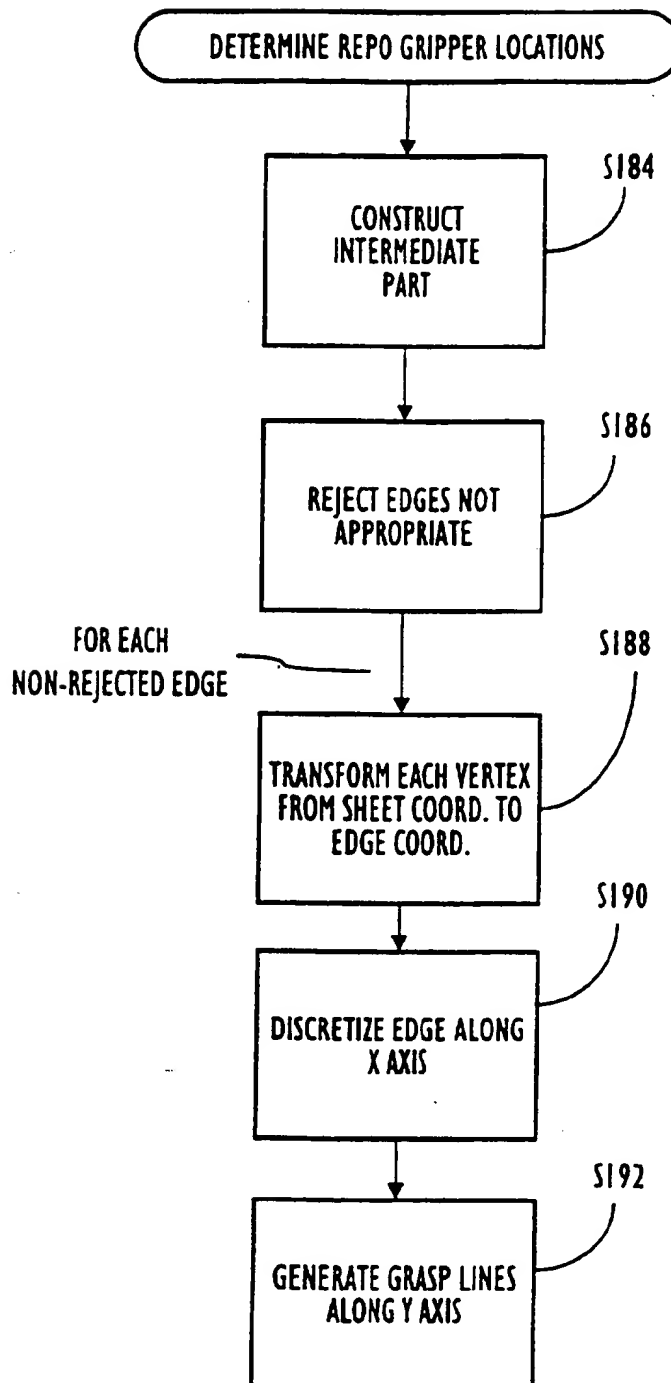 DETERMINE REPO GRIPPER LOCATIONS
S184
CONSTRUCT
INTERMEDIATE
PART
S186
REJECT EDGES NOT
APPROPRIATE
FOR EACH
NON-REJECTED EDGE
S188
TRANSFORM EACH VERTEX
FROM SHEET COORD. TO
EDGE COORD.
S190
DISCRETIZE EDGE ALONG
X AXIS
S192
GENERATE GRASP LINES
ALONG Y AXIS